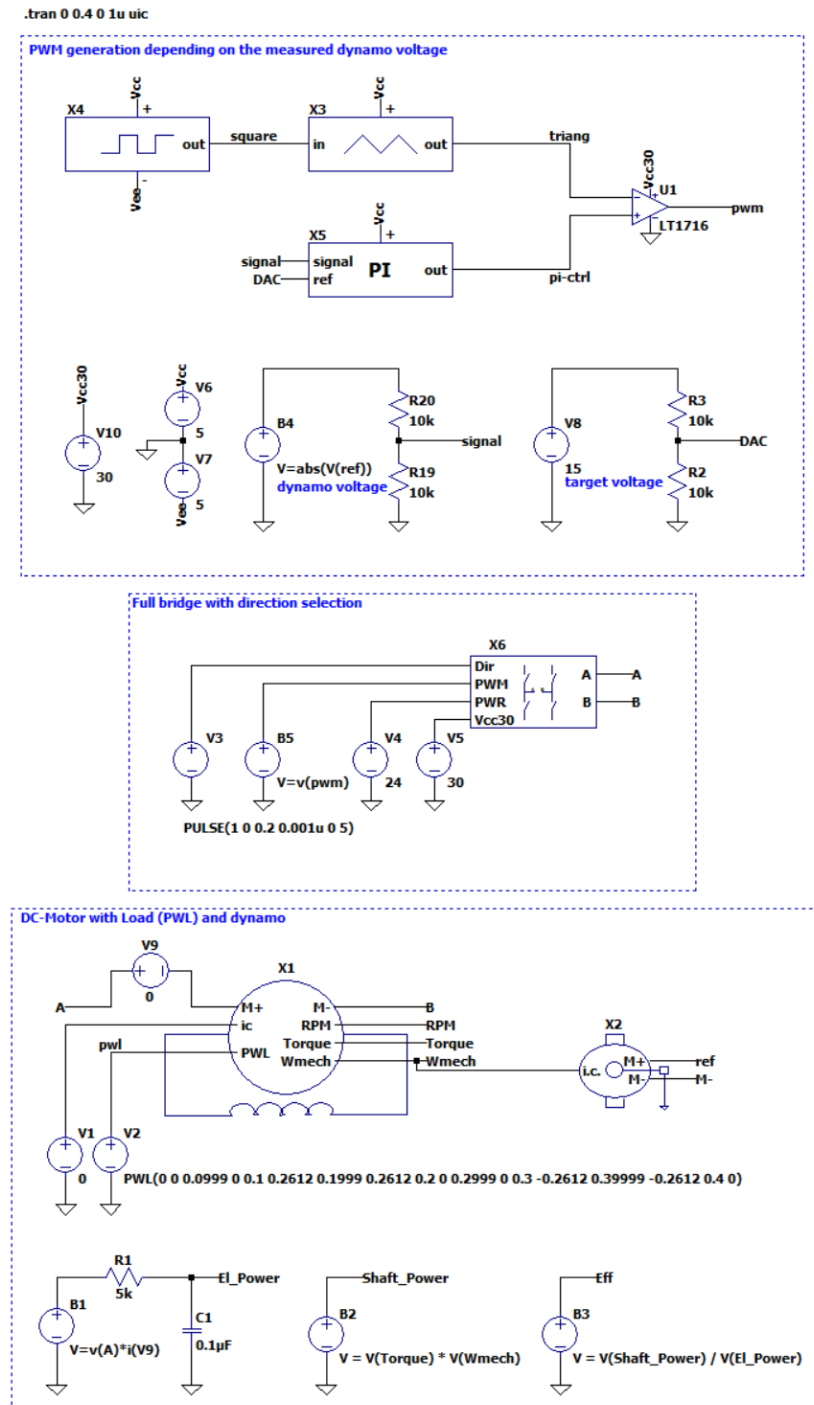 .tran 0 0.4 0 1u uic
PWM generation depending on the measured dynamo voltage
X4
Vcc
+
out
-
Vee
square
X3
Vcc
+
in
out
triang
Vcc30
U1
LT1716
pwm
X5
Vcc
+
signal
signal
DAC
ref
PI
out
pi-ctrl
Vcc30
V10
30
Vcc
V6
5
V7
5
Vee
B4
V=abs(V(ref))
dynamo voltage
R20
10k
signal
R19
10k
V8
15
target voltage
R3
10k
DAC
R2
10k
Full bridge with direction selection
X6
Dir
PWM
PWR
Vcc30
A
A
B
B
V3
B5
V4
V5
V=v(pwm)
24
30
PULSE(1 0 0.2 0.001u 0 5)
DC-Motor with Load (PWL) and dynamo
V9
0
X1
A
M+
M-
B
ic
RPM
RPM
pwl
PWL
Torque
Torque
Wmech
Wmech
X2
i.c.
M+
ref
M-
M-
V1
0
V2
PWL(0 0 0.0999 0 0.1 0.2612 0.1999 0.2612 0.2 0 0.2999 0 0.3 -0.2612 0.39999 -0.2612 0.4 0)
R1
5k
El_Power
B1
V=v(A)*i(V9)
C1
0.1µF
Shaft_Power
B2
V = V(Torque) * V(Wmech)
Eff
B3
V = V(Shaft_Power) / V(El_Power)